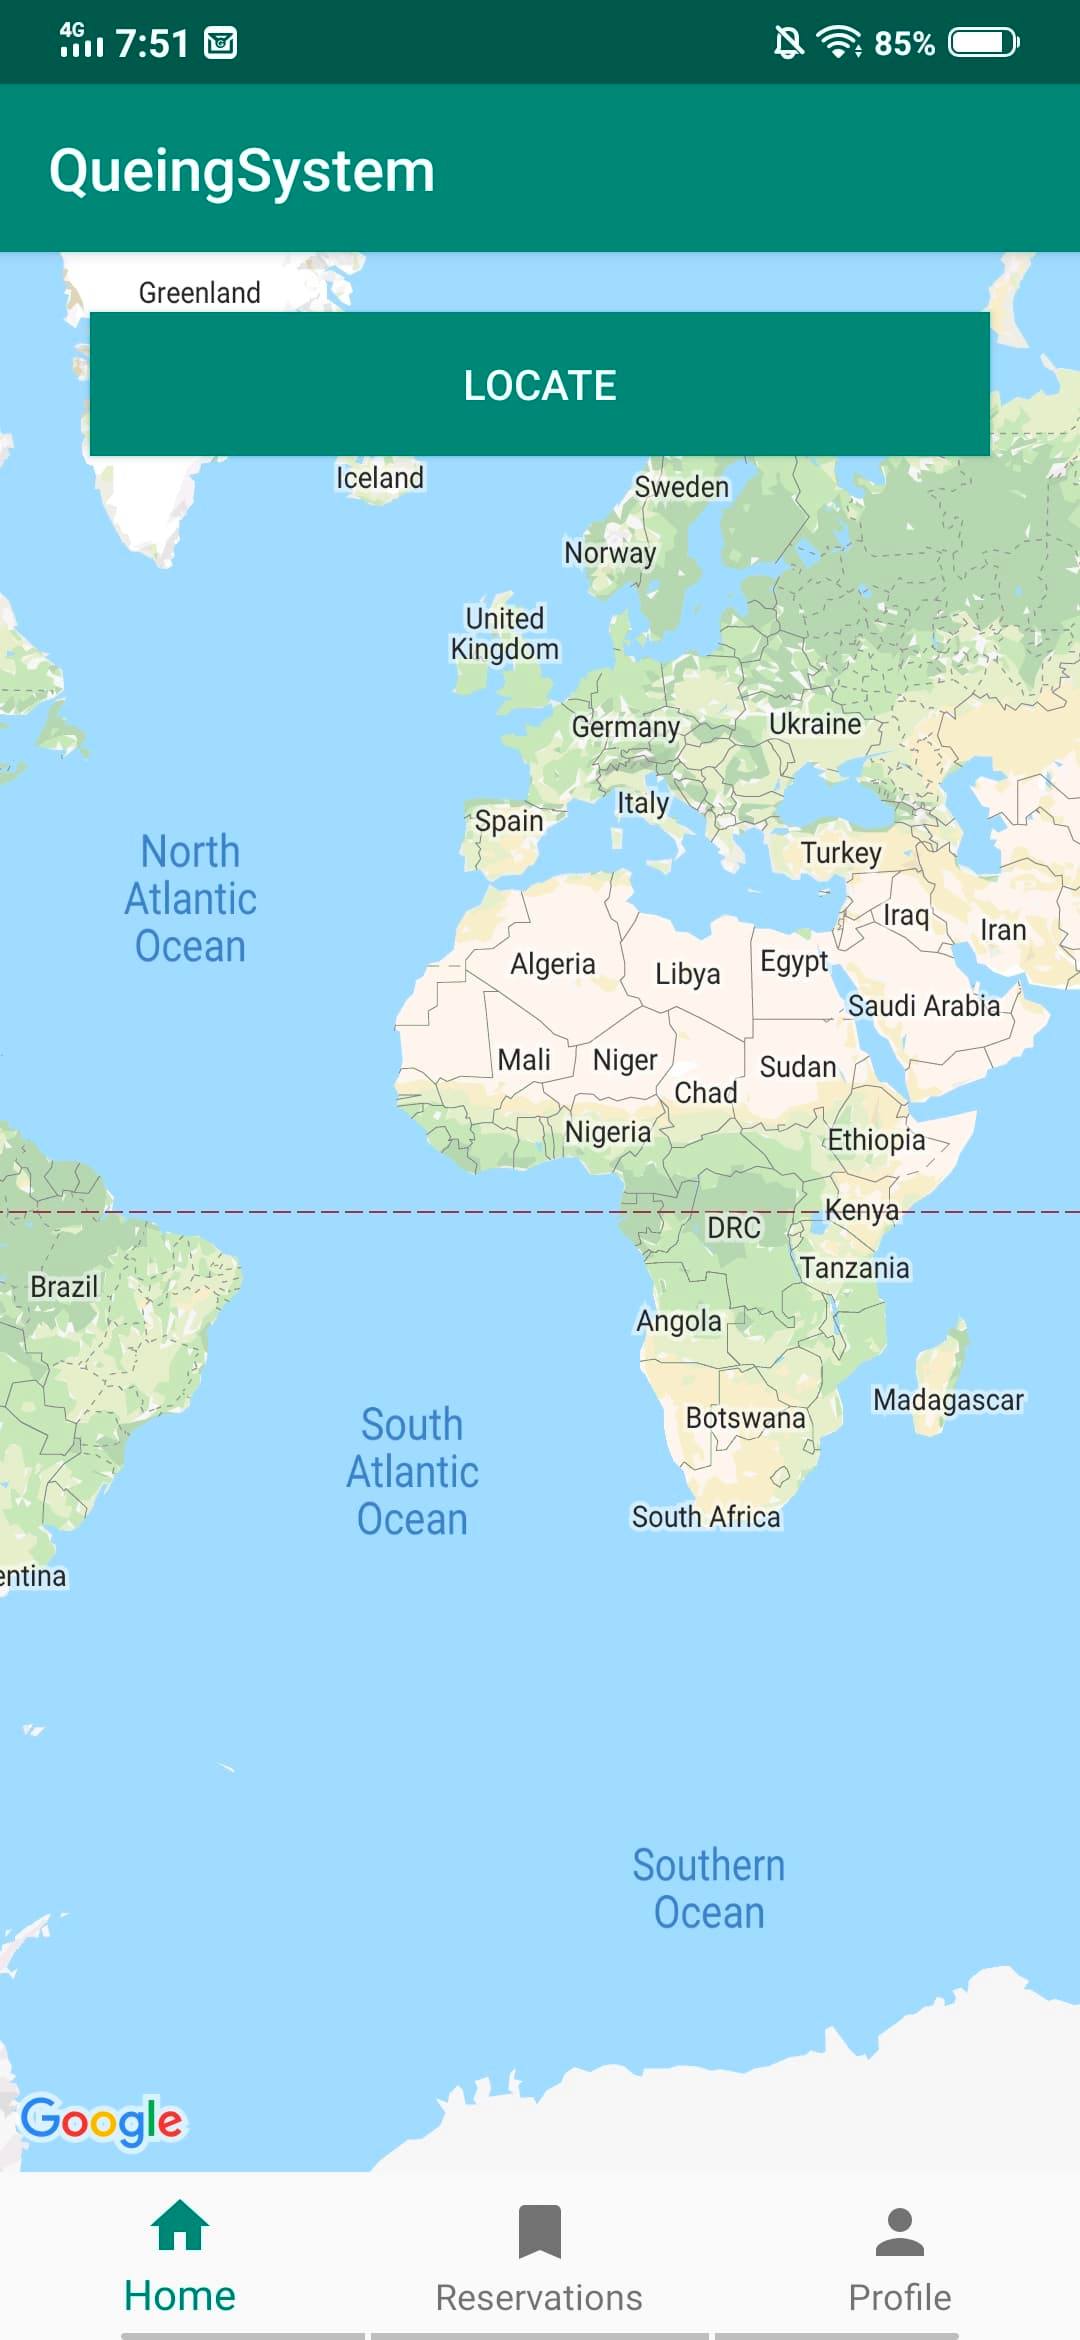 4G
7:51
85%
QueingSystem
Greenland
LOCATE
Iceland
Sweden
Norway
United
Kingdom
Germany
Ukraine
Italy
Spain
Turkey
North
Atlantic
Ocean
Iraq
Iran
Algeria
Libya
Egypt
Saudi Arabia
Mali
Niger
Sudan
Chad
Nigeria
Ethiopia
Kenya
DRC
Tanzania
Brazil
Angola
Madagascar
Botswana
South
Atlantic
Ocean
South Africa
entina
Southern
Ocean
Google
Home
Reservations
Profile